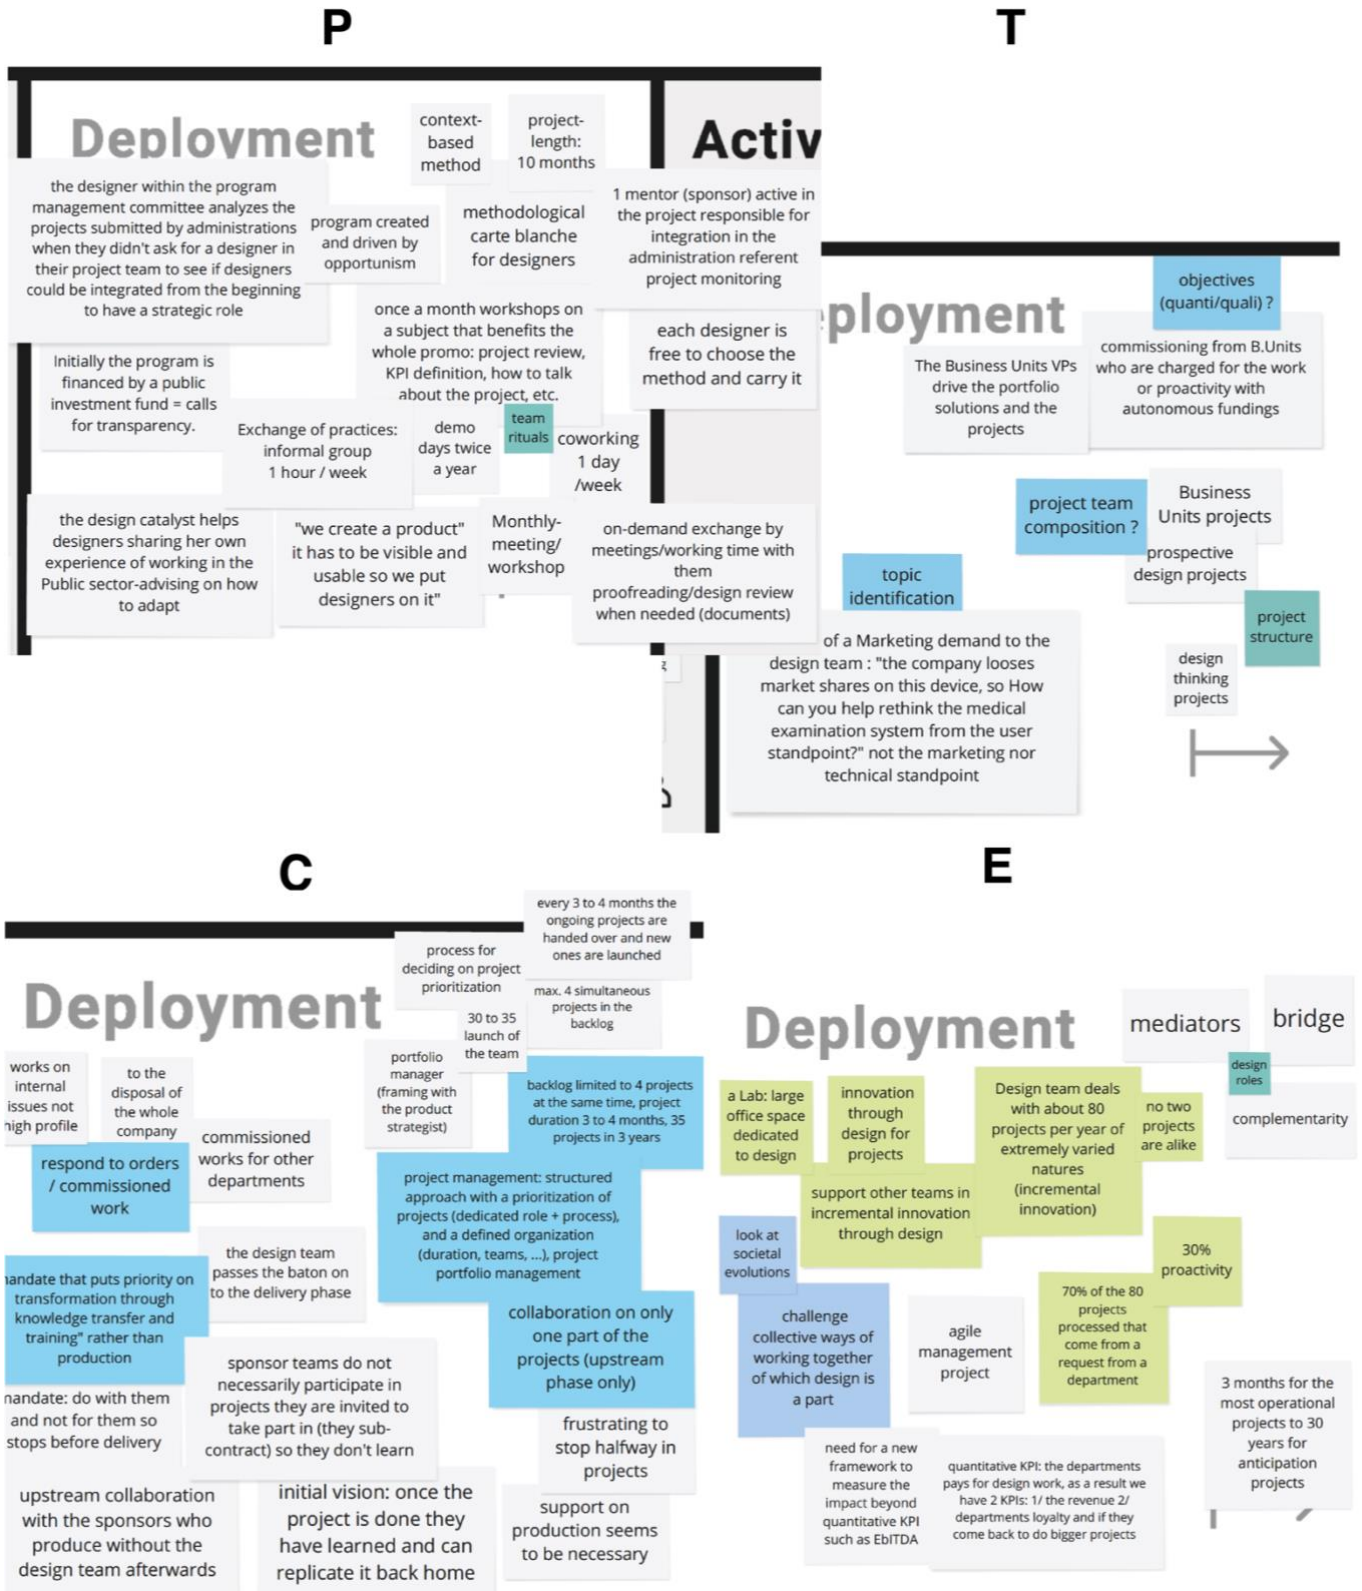 P
Deployment
context-
based
method
project-
length:
10 months
Activ
the designer within the program
management committee analyzes the
projects submitted by administrations
when they didn't ask for a designer in
their project team to see if designers
could be integrated from the beginning
to have a strategic role
program created
and driven by
opportunism
methodological
carte blanche
for designers
1 mentor (sponsor) active in
the project responsible for
integration in the
administration referent
project monitoring
once a month workshops on
a subject that benefits the
whole promo: project review,
KPI definition, how to talk
about the project, etc.
each designer is
free to choose the
method and carry it
Initially the program is
financed by a public
investment fund = calls
for transparency.
Exchange of practices:
informal group
1 hour / week
demo
days twice
a year
team
rituals
coworking
1 day
/week
the design catalyst helps
designers sharing her own
experience of working in the
Public sector-advising on how
to adapt
"we create a product"
it has to be visible and
usable so we put
designers on it"
Monthly-
meeting/
workshop
on-demand exchange by
meetings/working time with
them
proofreading/design review
when needed (documents)
T
eployment
objectives
(quanti/quali) ?
The Business Units VPs
drive the portfolio
solutions and the
projects
commissioning from B.Units
who are charged for the work
or proactivity with
autonomous fundings
project team
composition ?
Business
Units projects
prospective
design projects
topic
identification
project
structure
of a Marketing demand to the
design team : "the company looses
market shares on this device, so How
can you help rethink the medical
examination system from the user
standpoint?" not the marketing nor
technical standpoint
design
thinking
projects
C
Deployment
every 3 to 4 months the
ongoing projects are
handed over and new
ones are launched
process for
deciding on project
prioritization
max. 4 simultaneous
projects in the
backlog
30 to 35
launch of
the team
portfolio
manager
(framing with
the product
strategist)
works on
internal
issues not
high profile
to the
disposal of
the whole
company
commissioned
works for other
departments
respond to orders
/ commissioned
work
backlog limited to 4 projects
at the same time, project
duration 3 to 4 months, 35
projects in 3 years
project management: structured
approach with a prioritization of
projects (dedicated role + process),
and a defined organization
(duration, teams, ...), project
portfolio management
the design team
passes the baton on
to the delivery phase
mandate that puts priority on
transformation through
knowledge transfer and
training" rather than
production
collaboration on only
one part of the
projects (upstream
phase only)
sponsor teams do not
necessarily participate in
projects they are invited to
take part in (they sub-
contract) so they don't learn
mandate: do with them
and not for them so
stops before delivery
frustrating to
stop halfway in
projects
upstream collaboration
with the sponsors who
produce without the
design team afterwards
initial vision: once the
project is done they
have learned and can
replicate it back home
support on
production seems
to be necessary
E
Deployment
mediators
bridge
design
roles
complementarity
a Lab: large
office space
dedicated
to design
innovation
through
design for
projects
Design team deals
with about 80
projects per year of
extremely varied
natures
(incremental
innovation)
no two
projects
are alike
support other teams in
incremental innovation
through design
look at
societal
evolutions
30%
proactivity
challenge
collective ways of
working together
of which design is
a part
agile
management
project
70% of the 80
projects
processed that
come from a
request from a
department
3 months for the
most operational
projects to 30
years for
anticipation
projects
need for a new
framework to
measure the
impact beyond
quantitative KPI
such as EbITDA
quantitative KPI: the departments
pays for design work, as a result we
have 2 KPIs: 1/ the revenue 2/
departments loyalty and if they
come back to do bigger projects